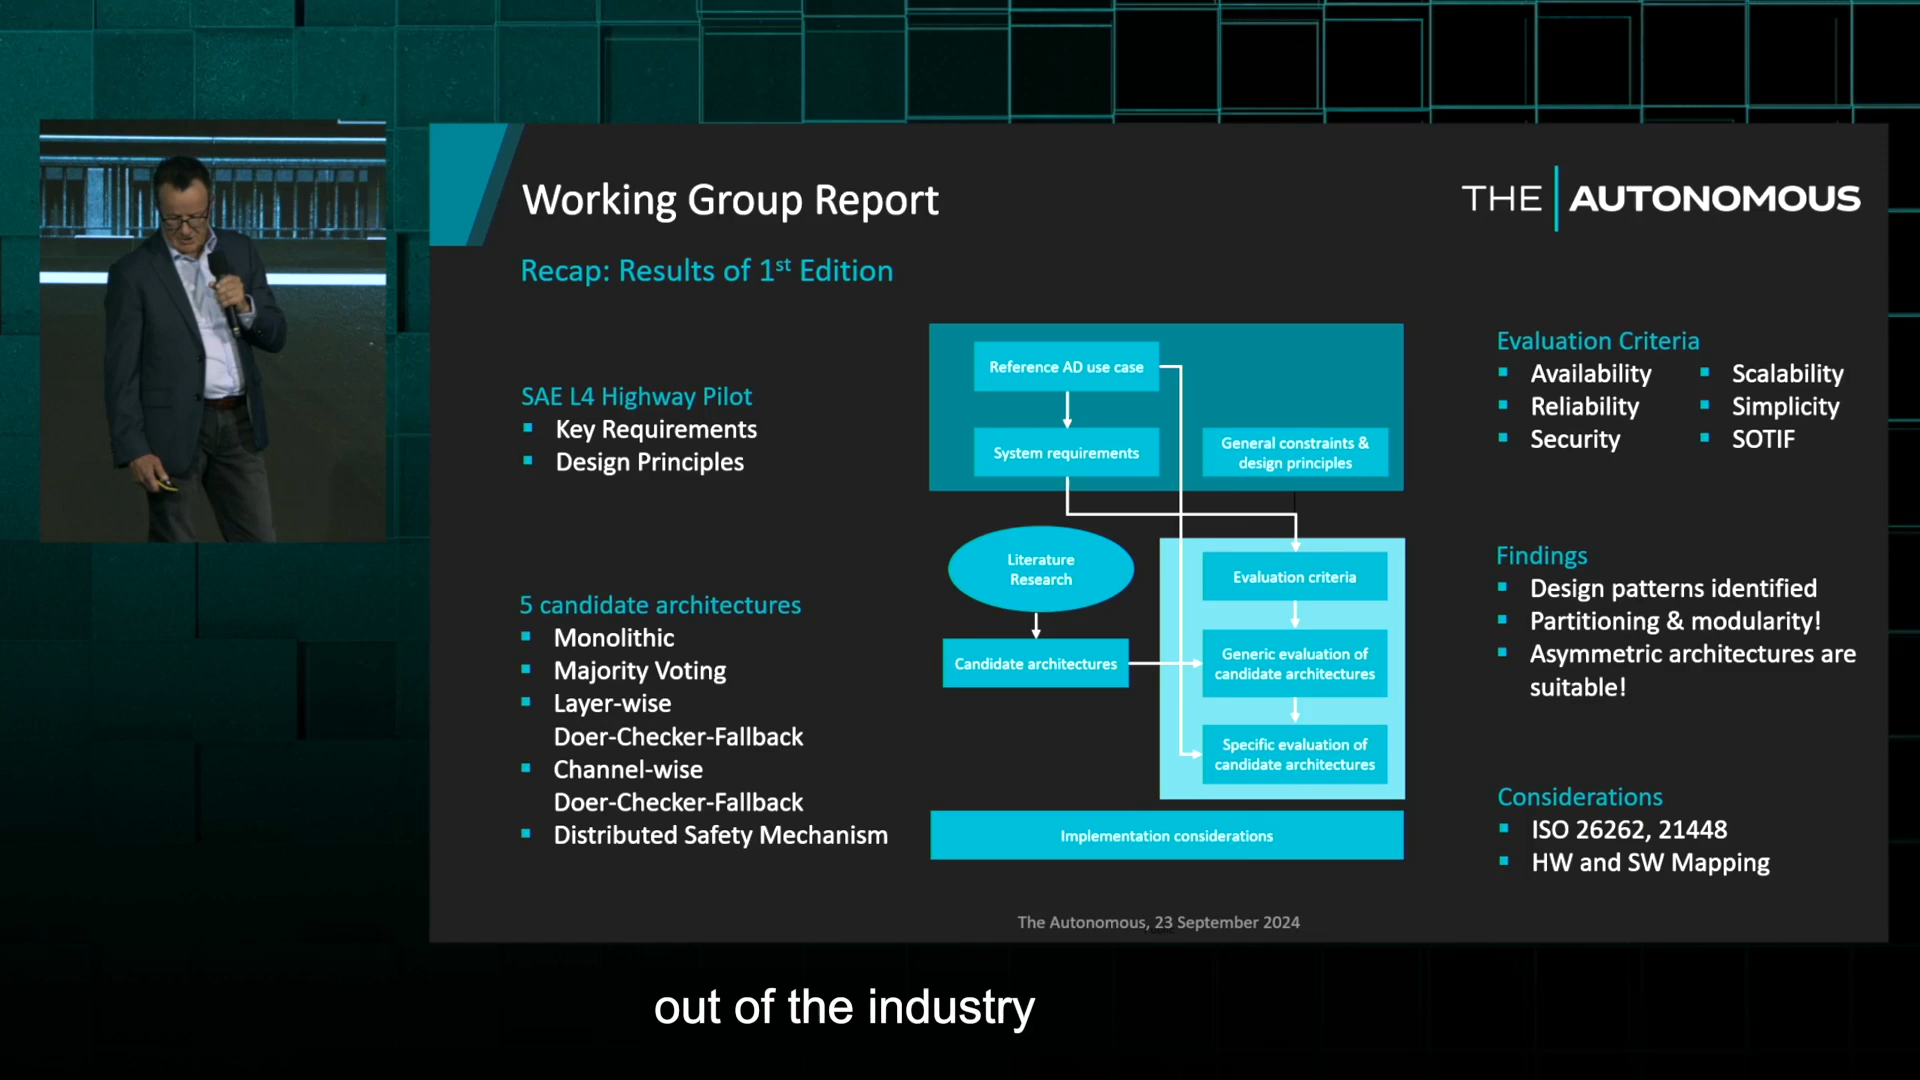 Working Group Report
THE AUTONOMOUS
Recap: Results of 1st Edition
SAE L4 Highway Pilot
Key Requirements
Design Principles
5 candidate architectures
Monolithic
Majority Voting
Layer-wise
Doer-Checker-Fallback
Channel-wise
Doer-Checker-Fallback
Distributed Safety Mechanism
Reference AD use case
System requirements
General constraints &
design principles
Literature
Research
Candidate architectures
Evaluation criteria
Generic evaluation of
candidate architectures
Specific evaluation of
candidate architectures
Implementation considerations
Evaluation Criteria
Availability
Reliability
Security
Scalability
Simplicity
SOTIF
Findings
Design patterns identified
Partitioning & modularity!
Asymmetric architectures are
suitable!
Considerations
ISO 26262, 21448
HW and SW Mapping
The Autonomous, 23 September 2024
out of the industry